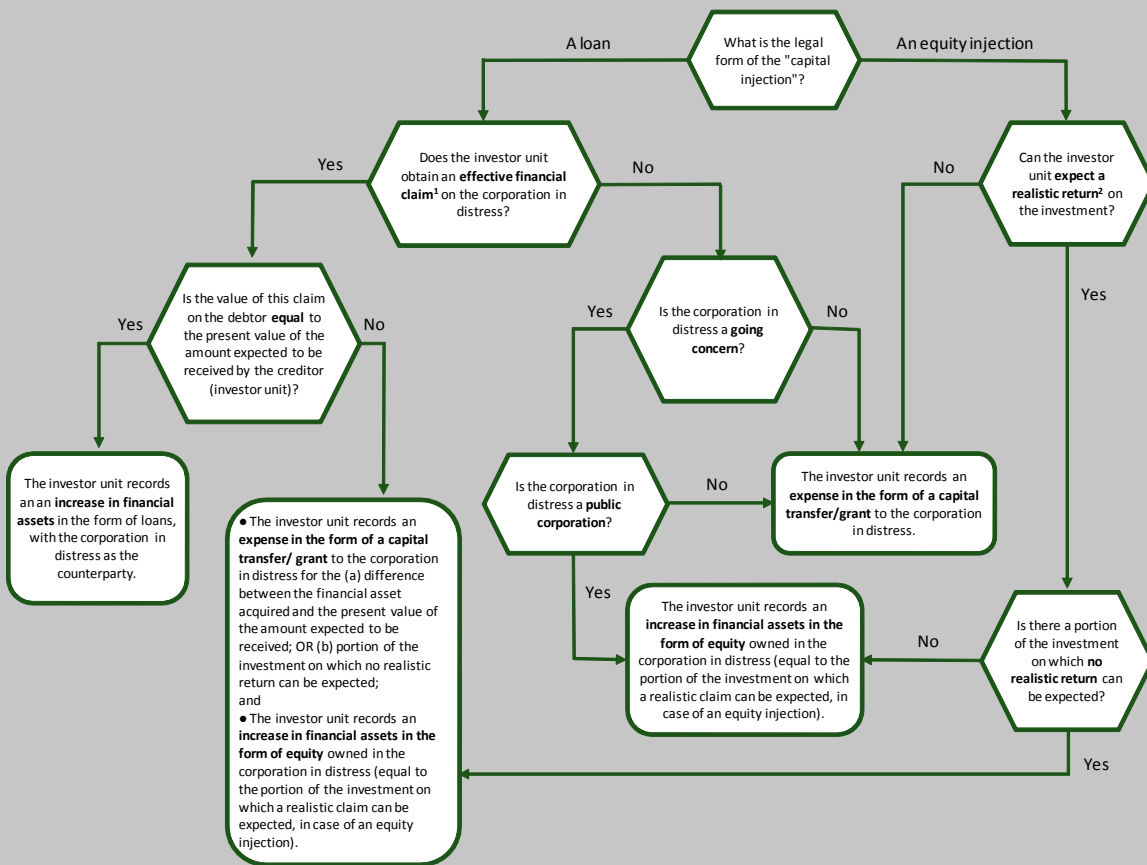 What is the legal
form of the "capital
injection"?
A loan
An equity injection
Does the investor unit
obtain an effective financial
claim¹ on the corporation in
distress?
Yes
No
Can the investor
unit expect a
realistic return² on
the investment?
No
Yes
Is the value of this claim
on the debtor equal to
the present value of the
amount expected to be
received by the creditor
(investor unit)?
Yes
No
Is the corporation in
distress a going
concern?
Yes
No
The investor unit records
an an increase in financial
assets in the form of loans,
with the corporation in
distress as the
counterparty.
● The investor unit records an
expense in the form of a capital
transfer/ grant to the corporation
in distress for the (a) difference
between the financial asset
acquired and the present value of
the amount expected to be
received; OR (b) portion of the
investment on which no realistic
return can be expected;
and
● The investor unit records an
increase in financial assets in the
form of equity owned in the
corporation in distress (equal to
the portion of the investment on
which a realistic claim can be
expected, in case of an equity
injection).
Is the corporation in
distress a public
corporation?
No
Yes
The investor unit records an
expense in the form of a capital
transfer/grant to the corporation
in distress.
The investor unit records an
increase in financial assets in the
form of equity owned in the
corporation in distress (equal to the
portion of the investment on which
a realistic claim can be expected, in
case of an equity injection).
Is there a portion
of the investment
on which no
realistic return can
be expected?
No
Yes